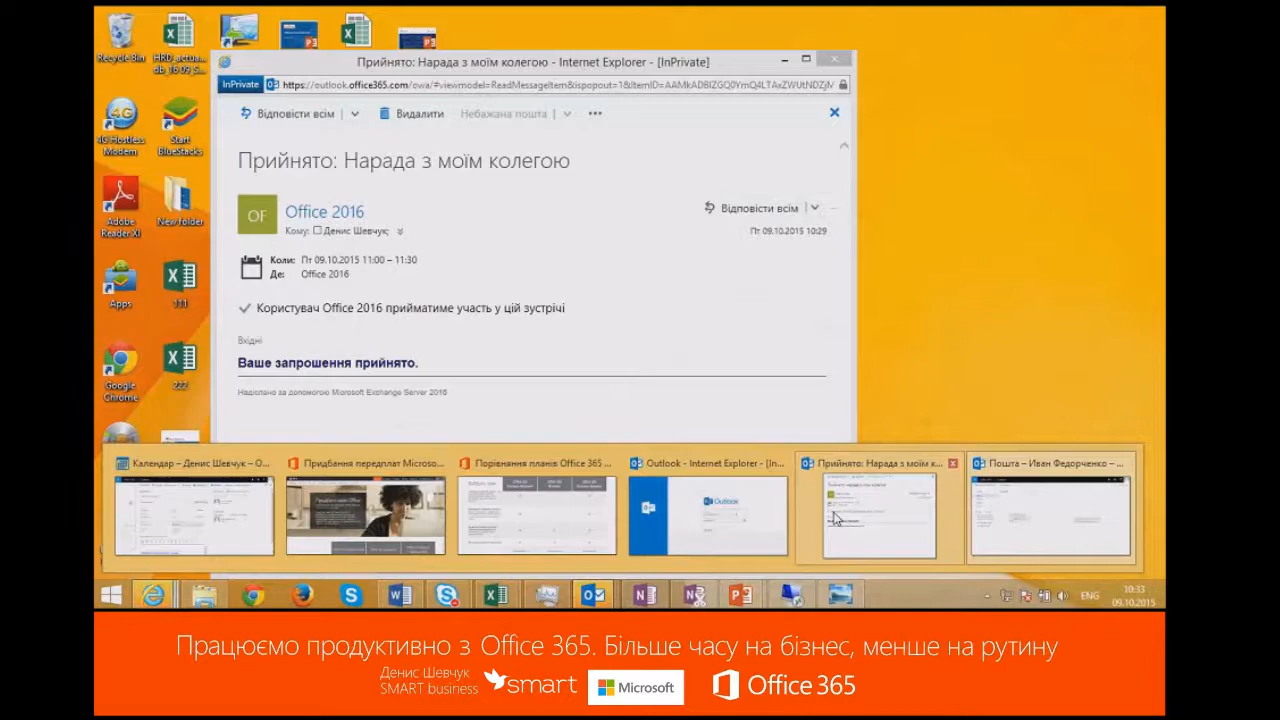 Recycle Bin
HRD_actua...
db_16 09 S...
Прийнято: Нарада з моїм колегою - Internet Explorer - [InPrivate]
InPrivate
https://outlook.office365.com/owa/#viewmodel=ReadMessageItem&ispopout=1&ItemID=
Відповісти всім
Видалити
Небажана пошта
Прийнято: Нарада з моїм колегою
OF
Office 2016
Кому: Денис Шевчук;
Відповісти всім
Пт 09.10.2015 10:29
Коли: Пт 09.10.2015 11:00 – 11:30
Де: Office 2016
Користувач Office 2016 прийматиме участь у цій зустрічі
Вхідні
Ваше запрошення прийнято.
Надіслано за допомогою Microsoft Exchange Server 2016
4G Hostless
Modem
Start
BlueStacks
Adobe
Reader XI
New folder
Apps
111
Google
Chrome
222
Календар – Денис Шевчук – О...
Придбання передплат Microso...
Порівняння планів Office 365 ...
Outlook - Internet Explorer - [In...
Прийнято: Нарада з моїм к...
Пошта – Иван Федорченко – ...
Outlook
ENG
10:33
09.10.2015
Працюємо продуктивно з Office 365. Більше часу на бізнес, менше на рутину
Денис Шевчук
SMART business
smart
Microsoft
Office 365